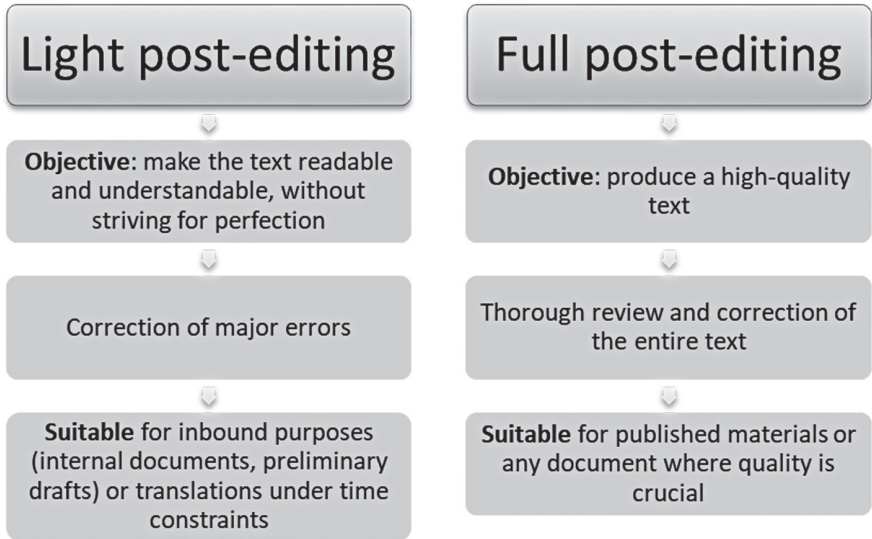 Light post-editing
Objective: make the text readable
and understandable, without
striving for perfection
Correction of major errors
Suitable for inbound purposes
(internal documents, preliminary
drafts) or translations under time
constraints
Full post-editing
Objective: produce a high-quality
text
Thorough review and correction of
the entire text
Suitable for published materials or
any document where quality is
crucial